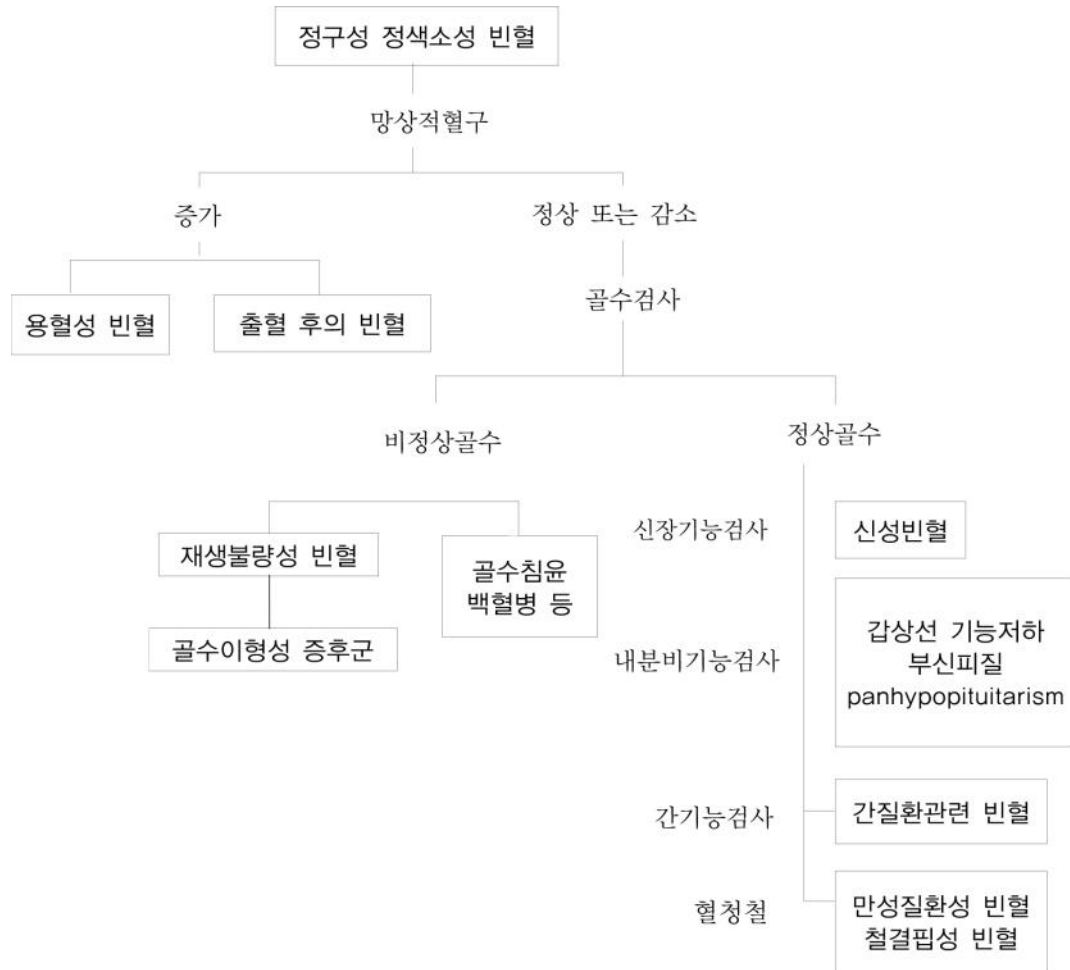 정구성 정색소성 빈혈
망상적혈구
증가
정상 또는 감소
용혈성 빈혈
출혈 후의 빈혈
골수검사
비정상골수
정상골수
재생불량성 빈혈
골수침윤
백혈병 등
골수이형성 증후군
신장기능검사
신성빈혈
내분비기능검사
갑상선 기능저하
부신피질
panhypopituitarism
간기능검사
간질환관련 빈혈
혈청철
만성질환성 빈혈
철결핍성 빈혈